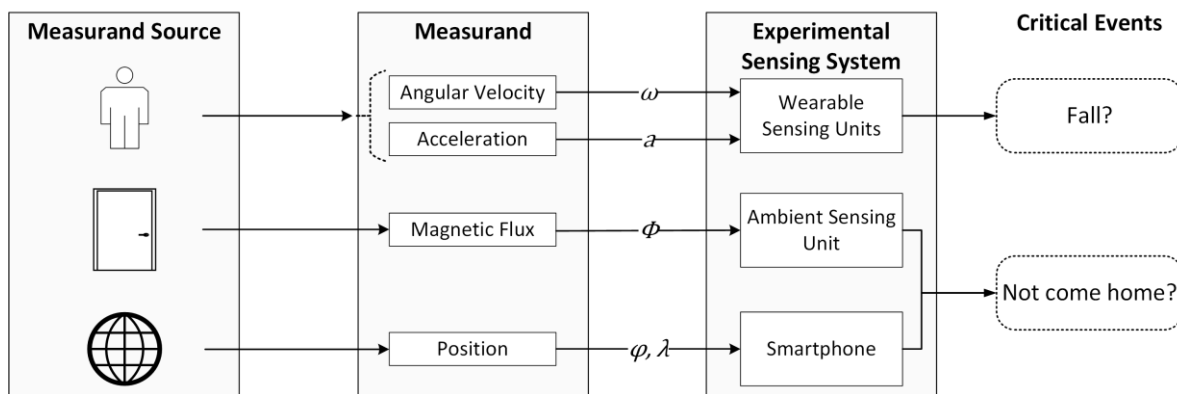 Measurand Source
Measurand
Experimental
Sensing System
Critical Events
Angular Velocity
ω
Acceleration
a
Wearable
Sensing Units
Fall?
Magnetic Flux
Φ
Ambient Sensing
Unit
Not come home?
Position
φ, λ
Smartphone